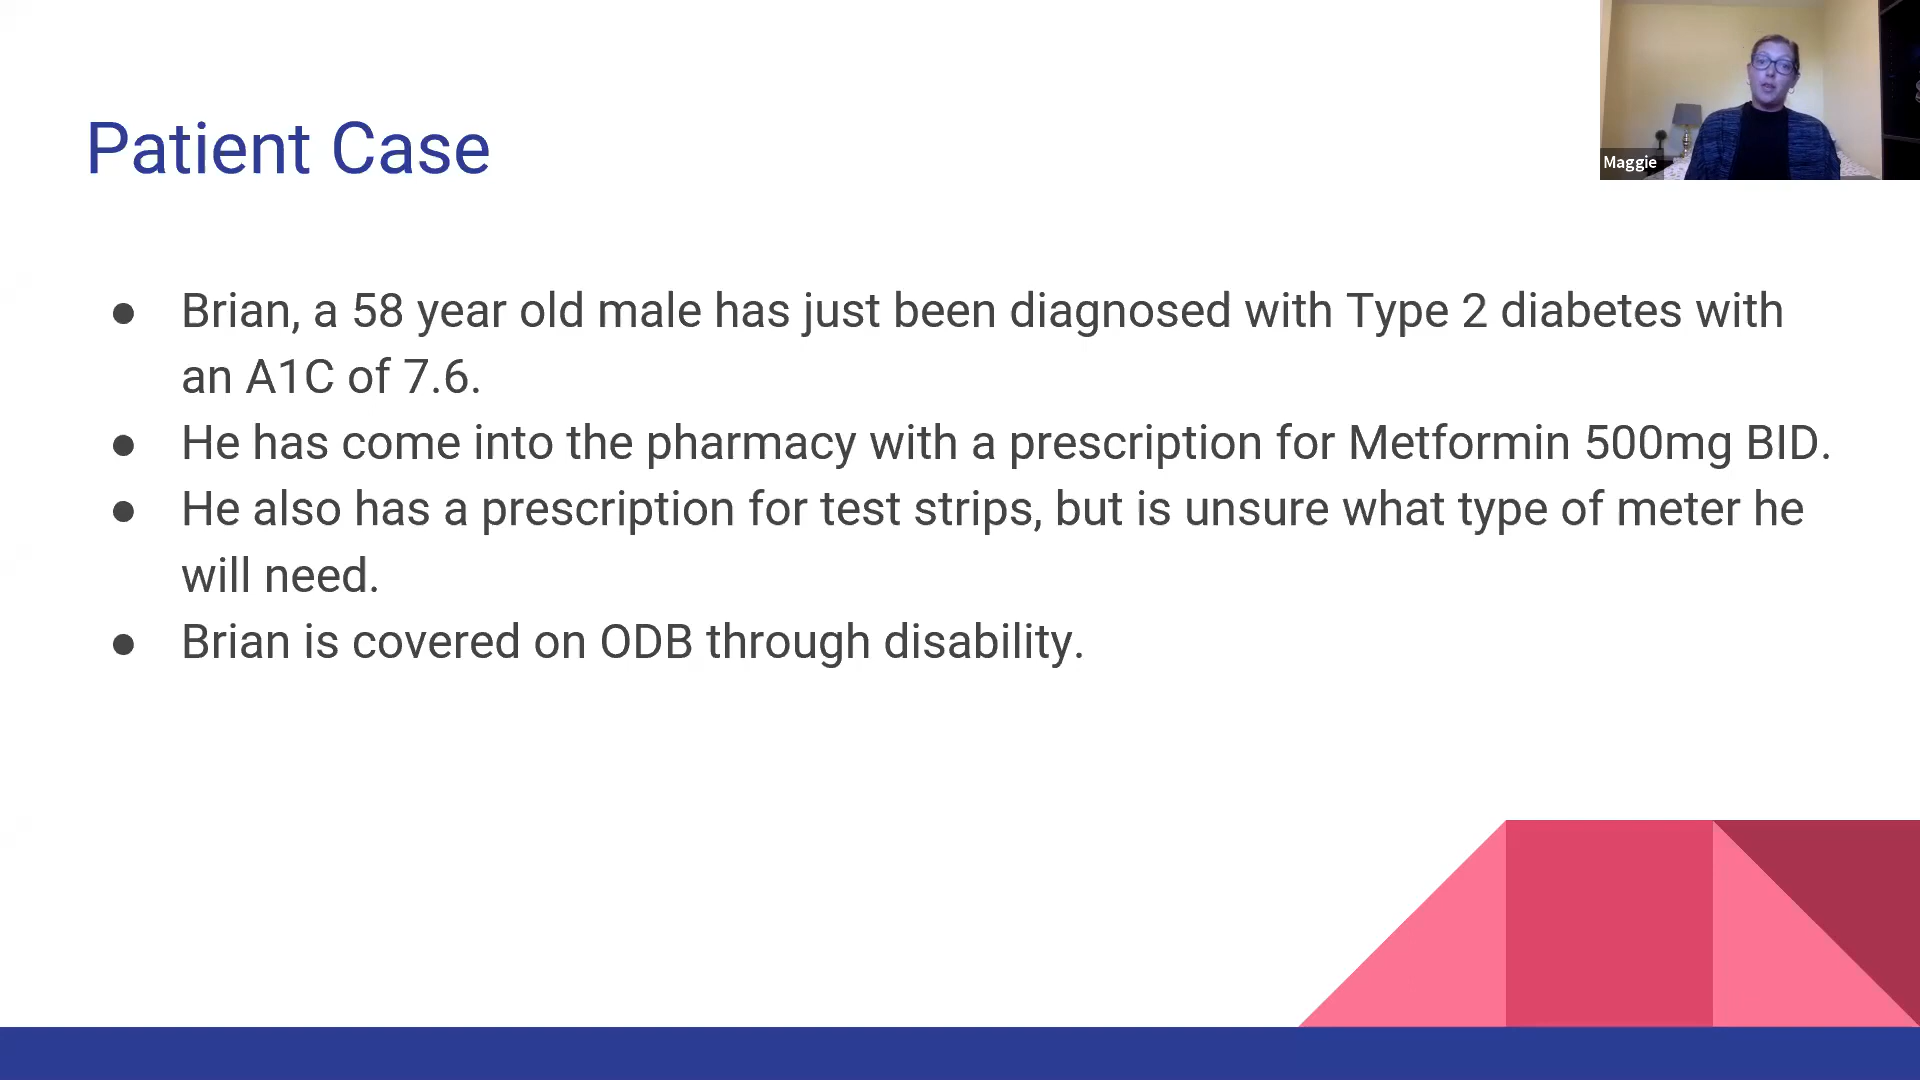 Patient Case
Maggie
● Brian, a 58 year old male has just been diagnosed with Type 2 diabetes with
an A1C of 7.6.
● He has come into the pharmacy with a prescription for Metformin 500mg BID.
● He also has a prescription for test strips, but is unsure what type of meter he
will need.
● Brian is covered on ODB through disability.